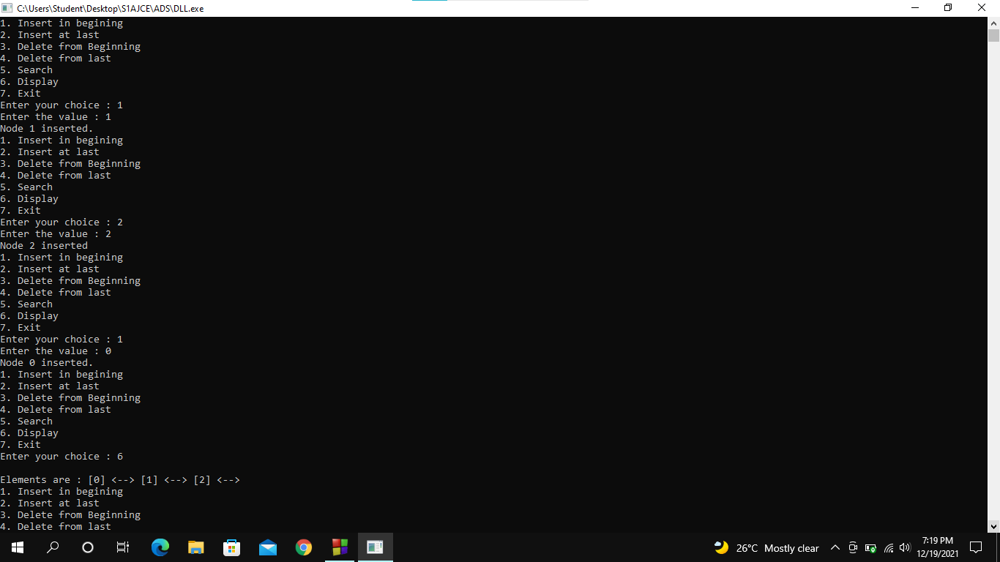 C:\Users\Student\Desktop\S1AJCE\ADS\DLL.exe
1. Insert in begining
2. Insert at last
3. Delete from Beginning
4. Delete from last
5. Search
6. Display
7. Exit
Enter your choice : 1
Enter the value : 1
Node 1 inserted.
1. Insert in begining
2. Insert at last
3. Delete from Beginning
4. Delete from last
5. Search
6. Display
7. Exit
Enter your choice : 2
Enter the value : 2
Node 2 inserted
1. Insert in begining
2. Insert at last
3. Delete from Beginning
4. Delete from last
5. Search
6. Display
7. Exit
Enter your choice : 1
Enter the value : 0
Node 0 inserted.
1. Insert in begining
2. Insert at last
3. Delete from Beginning
4. Delete from last
5. Search
6. Display
7. Exit
Enter your choice : 6
Elements are : [0] <--> [1] <--> [2] <-->
1. Insert in begining
2. Insert at last
3. Delete from Beginning
4. Delete from last
26°C Mostly clear
7:19 PM
12/19/2021